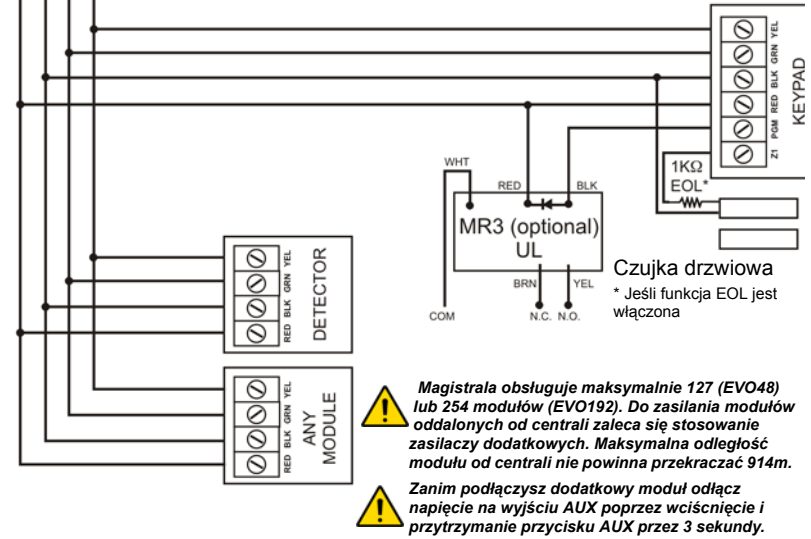 YEL
GRN
BLK
RED
PGM
Z1
KEYPAD
1KΩ
EOL*
WHT
RED
BLK
MR3 (optional)
UL
BRN
YEL
COM
N.C. N.O.
Czujka drzwiowa
* Jeśli funkcja EOL jest
włączona
YEL
GRN
BLK
RED
DETECTOR
YEL
GRN
BLK
RED
ANY
MODULE
Magistrala obsługuje maksymalnie 127 (EVO48)
lub 254 modułów (EVO192). Do zasilania modułów
oddalonych od centrali zaleca się stosowanie
zasilaczy dodatkowych. Maksymalna odległość
modułu od centrali nie powinna przekraczać 914m.
Zanim podłączysz dodatkowy moduł odłącz
napięcie na wyjściu AUX poprzez wciśnięcie i
przytrzymanie przycisku AUX przez 3 sekundy.